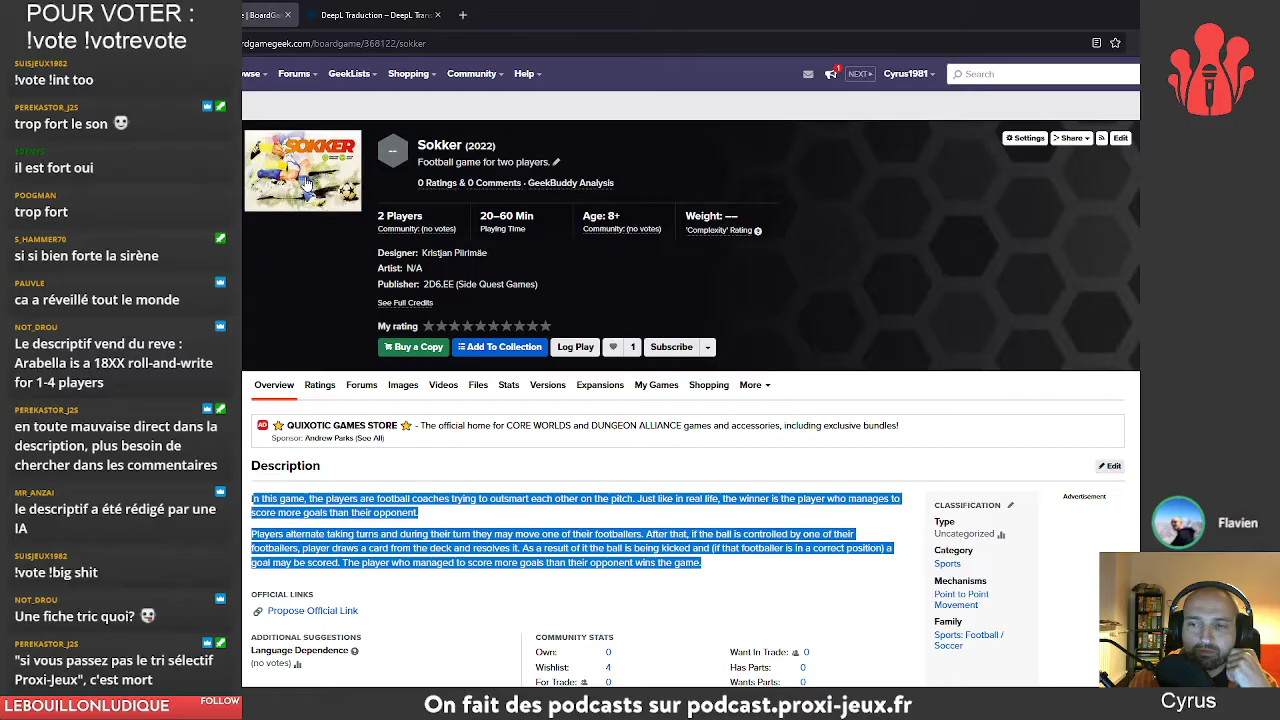 POUR VOTER :
!vote !votrevote
SUISJEUX1982
!vote !int too
PEREKASTOR_J2S
trop fort le son
il est fort oui
POOGMAN
trop fort
S_HAMMER70
si si bien forte la sirène
PAUVLE
ca a réveillé tout le monde
NOT_DROU
Le descriptif vend du reve :
Arabella is a 18XX roll-and-write
for 1-4 players
PEREKASTOR_J2S
en toute mauvaise direct dans la
description, plus besoin de
chercher dans les commentaires
MR_ANZAI
le descriptif a été rédigé par une
IA
SUISJEUX1982
!vote !big shit
NOT_DROU
Une fiche tric quoi?
PEREKASTOR_J2S
"Si vous passez pas le tri sélectif
Proxi-Jeux", c'est mort
LEBOUILLONLUDIQUE FOLLOW
| BoardGam × DeepL Traduction – DeepL Trans × +
rdgamegeek.com/boardgame/368122/sokker
wse Forums GeekLists Shopping Community Help 1 NEXT Cyrus1981 Search
SOKKER
--
Sokker (2022)
Football game for two players.
0 Ratings & 0 Comments · GeekBuddy Analysis
Settings Share Edit
2 Players 20–60 Min Age: 8+ Weight: ––
Community: (no votes) Playing Time Community: (no votes) 'Complexity' Rating ?
Designer: Kristjan Piirimäe
Artist: N/A
Publisher: 2D6.EE (Side Quest Games)
See Full Credits
My rating
Buy a Copy Add To Collection Log Play 1 Subscribe
Overview Ratings Forums Images Videos Files Stats Versions Expansions My Games Shopping More
AD QUIXOTIC GAMES STORE - The official home for CORE WORLDS and DUNGEON ALLIANCE games and accessories, including exclusive bundles!
Sponsor: Andrew Parks (See All)
Description
Edit
In this game, the players are football coaches trying to outsmart each other on the pitch. Just like in real life, the winner is the player who manages to
score more goals than their opponent.
Players alternate taking turns and during their turn they may move one of their footballers. After that, if the ball is controlled by one of their
footballers, player draws a card from the deck and resolves it. As a result of it the ball is being kicked and (if that footballer is in a correct position) a
goal may be scored. The player who managed to score more goals than their opponent wins the game.
OFFICIAL LINKS
Propose Official Link
ADDITIONAL SUGGESTIONS
Language Dependence ?
(no votes)
COMMUNITY STATS
Own: 0 Want In Trade: 0
Wishlist: 4 Has Parts: 0
For Trade: 0 Wants Parts: 0
CLASSIFICATION
Type
Uncategorized
Category
Sports
Mechanisms
Point to Point
Movement
Family
Sports: Football /
Soccer
Advertisement
Flavien
On fait des podcasts sur podcast.proxi-jeux.fr
Cyrus